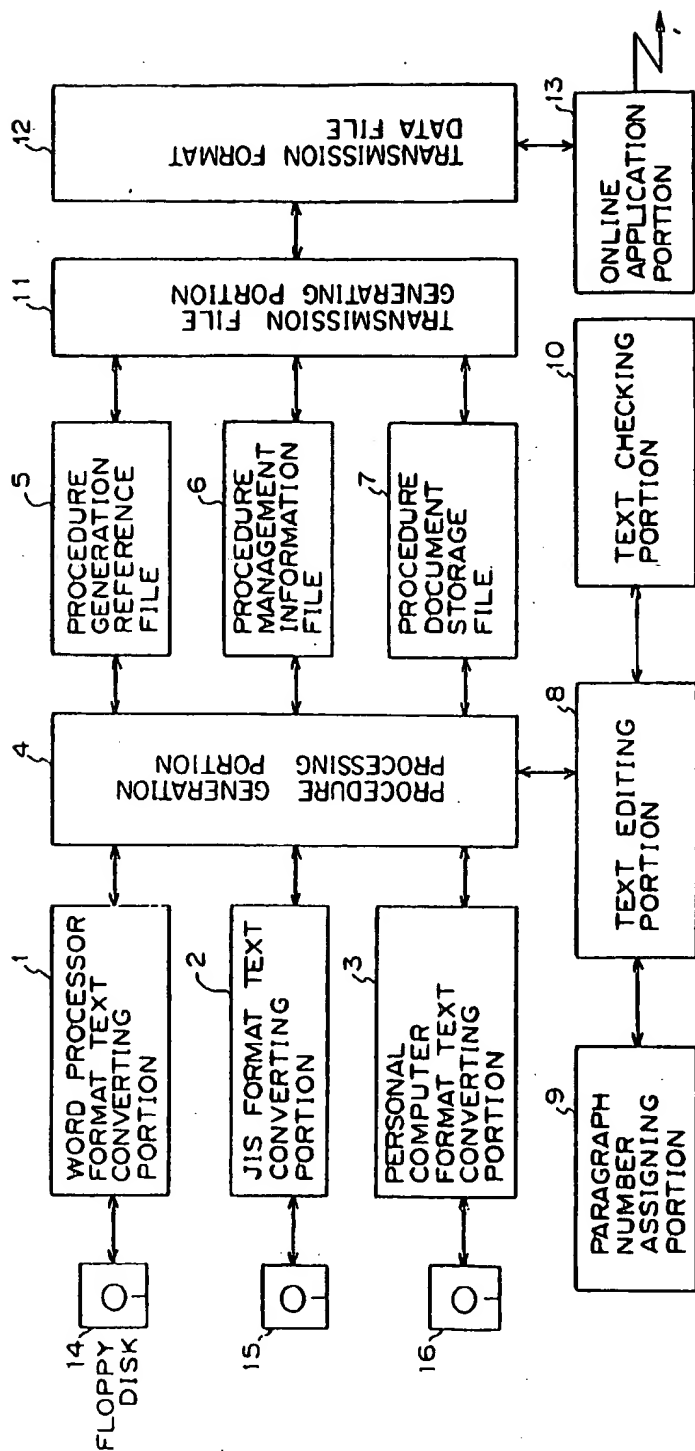 14
FLOPPY
DISK
15
16
1
WORD PROCESSOR
FORMAT TEXT
CONVERTING
PORTION
2
JIS FORMAT TEXT
CONVERTING
PORTION
3
PERSONAL
COMPUTER
FORMAT TEXT
CONVERTING
PORTION
4
PROCEDURE GENERATION
PROCESSING PORTION
5
PROCEDURE
GENERATION
REFERENCE
FILE
6
PROCEDURE
MANAGEMENT
INFORMATION
FILE
7
PROCEDURE
DOCUMENT
STORAGE
FILE
11
TRANSMISSION FILE
GENERATING PORTION
12
TRANSMISSION FORMAT
DATA FILE
9
PARAGRAPH
NUMBER
ASSIGNING
PORTION
8
TEXT EDITING
PORTION
10
TEXT CHECKING
PORTION
13
ONLINE
APPLICATION
PORTION